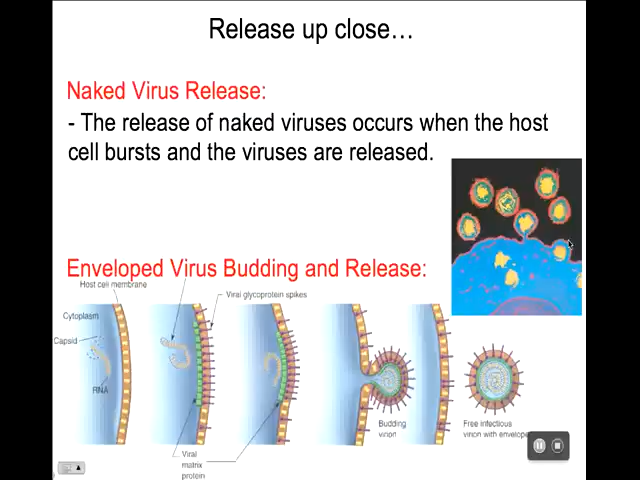 Release up close…
Naked Virus Release:
- The release of naked viruses occurs when the host
cell bursts and the viruses are released.
Enveloped Virus Budding and Release:
Host cell membrane
Viral glycoprotein spikes
Cytoplasm
Capsid
RNA
Budding
virion
Free infectious
virion with envelope
Viral
matrix
protein